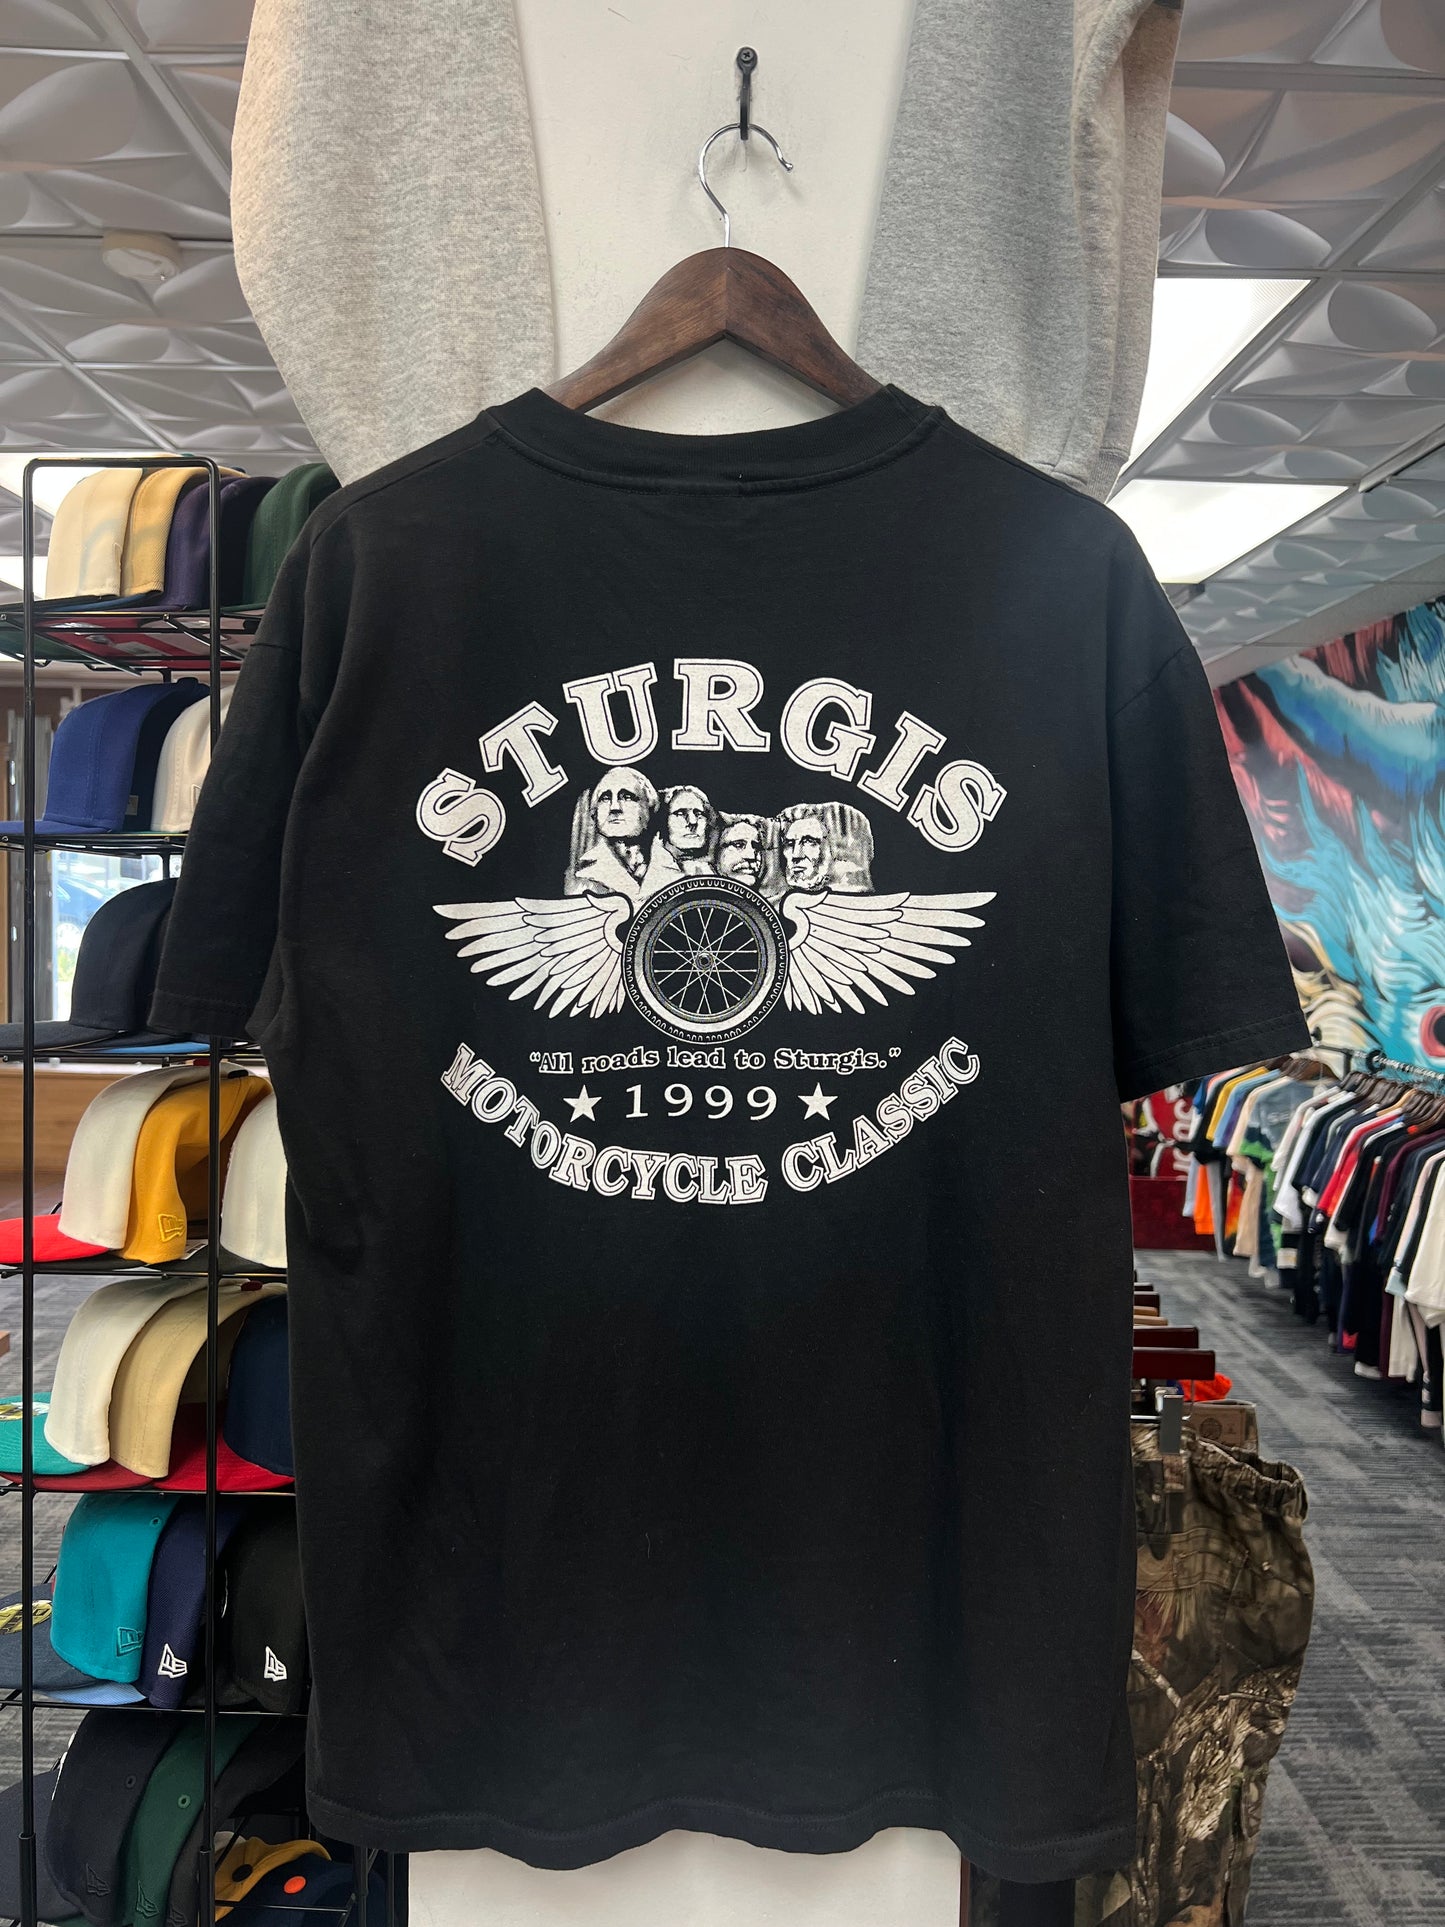 STURGIS
"All roads lead to Sturgis."
★ 1999 ★
MOTORCYCLE CLASSIC